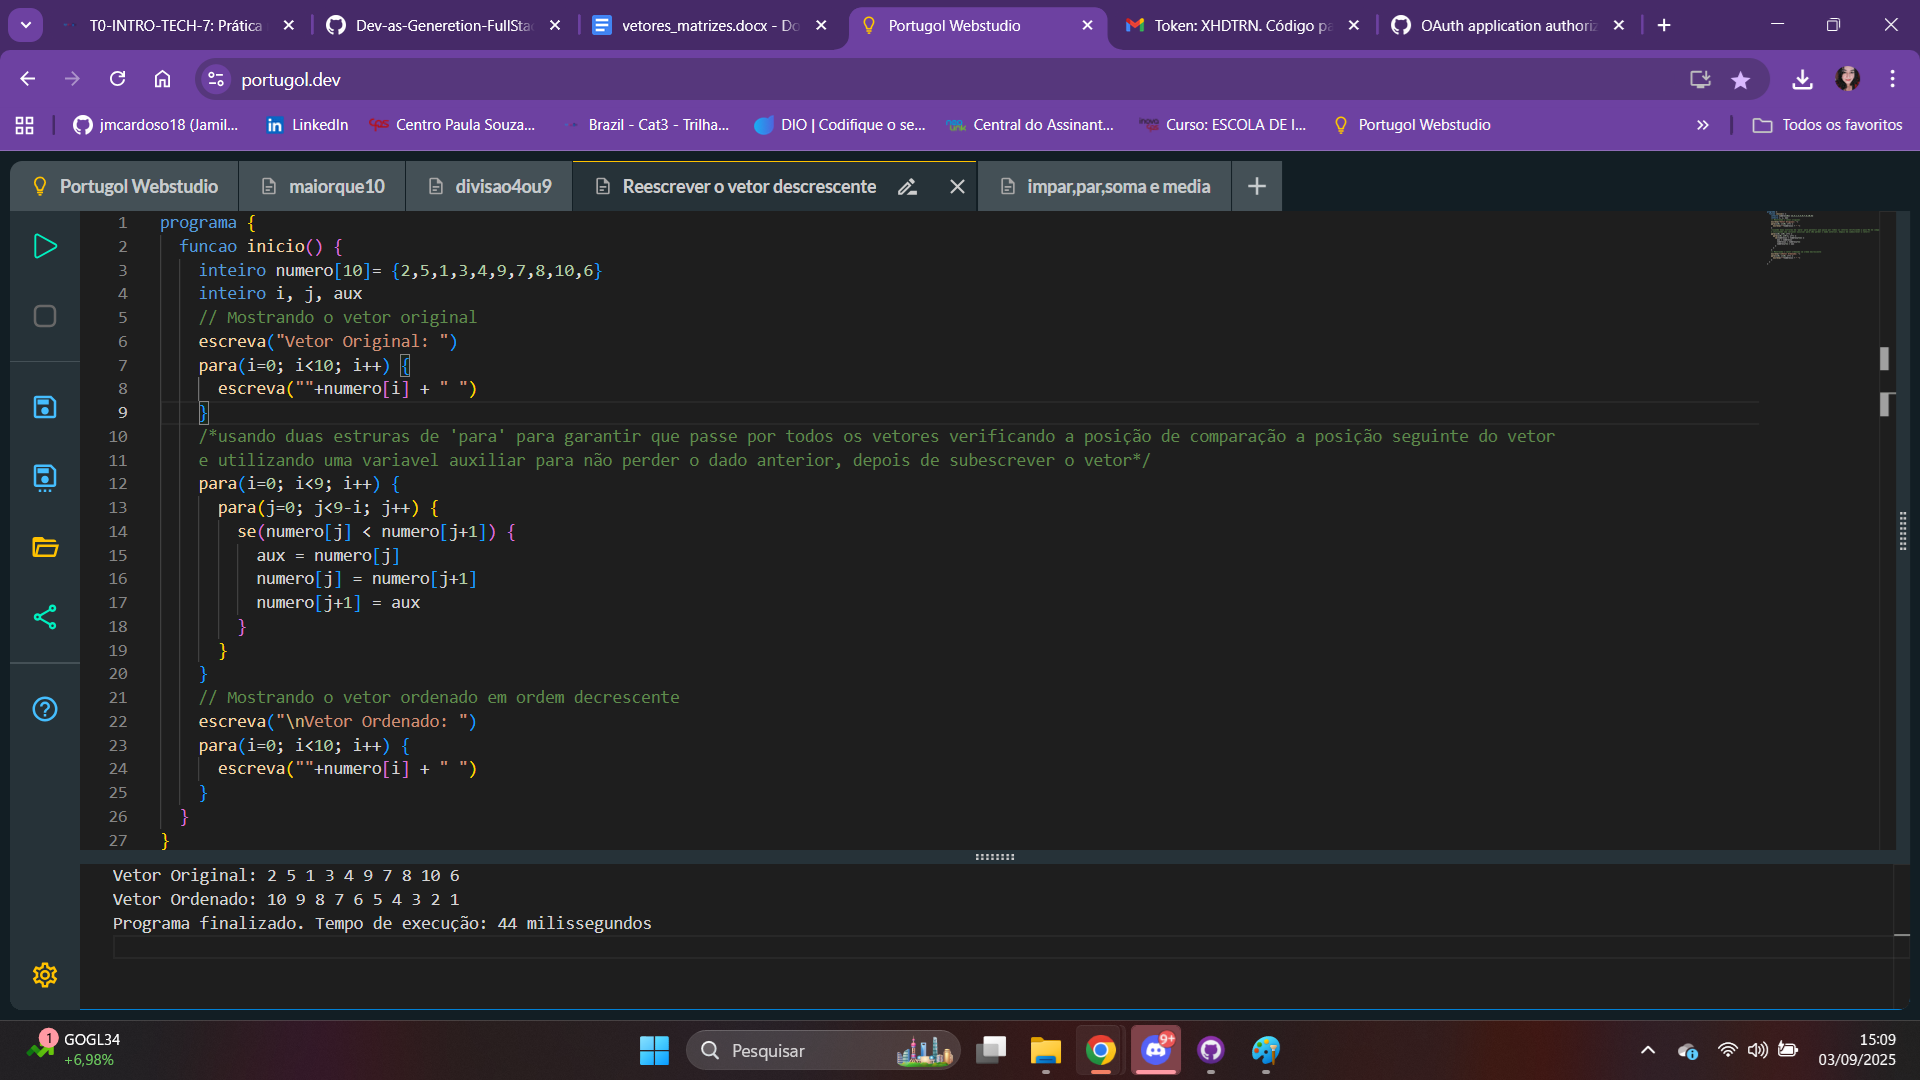 T0-INTRO-TECH-7: Prática
Dev-as-Generetion-FullSta
vetores_matrizes.docx - Do
Portugol Webstudio
Token: XHDTRN. Código pa
OAuth application authoriz
portugol.dev
jmcardoso18 (Jamil...
LinkedIn
Centro Paula Souza...
Brazil - Cat3 - Trilha...
DIO | Codifique o se...
Central do Assinant...
Curso: ESCOLA DE I...
Portugol Webstudio
Todos os favoritos
Portugol Webstudio
maiorque10
divisao4ou9
Reescrever o vetor descrescente
impar,par,soma e media
1 programa {
2 funcao inicio() {
3 inteiro numero[10]= {2,5,1,3,4,9,7,8,10,6}
4 inteiro i, j, aux
5 // Mostrando o vetor original
6 escreva("Vetor Original: ")
7 para(i=0; i<10; i++) {
8 escreva(""+numero[i] + " ")
9 }
10 /*usando duas estruras de 'para' para garantir que passe por todos os vetores verificando a posição de comparação a posição seguinte do vetor
11 e utilizando uma variavel auxiliar para não perder o dado anterior, depois de subescrever o vetor*/
12 para(i=0; i<9; i++) {
13 para(j=0; j<9-i; j++) {
14 se(numero[j] < numero[j+1]) {
15 aux = numero[j]
16 numero[j] = numero[j+1]
17 numero[j+1] = aux
18 }
19 }
20 }
21 // Mostrando o vetor ordenado em ordem decrescente
22 escreva("\nVetor Ordenado: ")
23 para(i=0; i<10; i++) {
24 escreva(""+numero[i] + " ")
25 }
26 }
27 }
Vetor Original: 2 5 1 3 4 9 7 8 10 6
Vetor Ordenado: 10 9 8 7 6 5 4 3 2 1
Programa finalizado. Tempo de execução: 44 milissegundos
1
GOGL34
+6,98%
Pesquisar
9+
15:09
03/09/2025